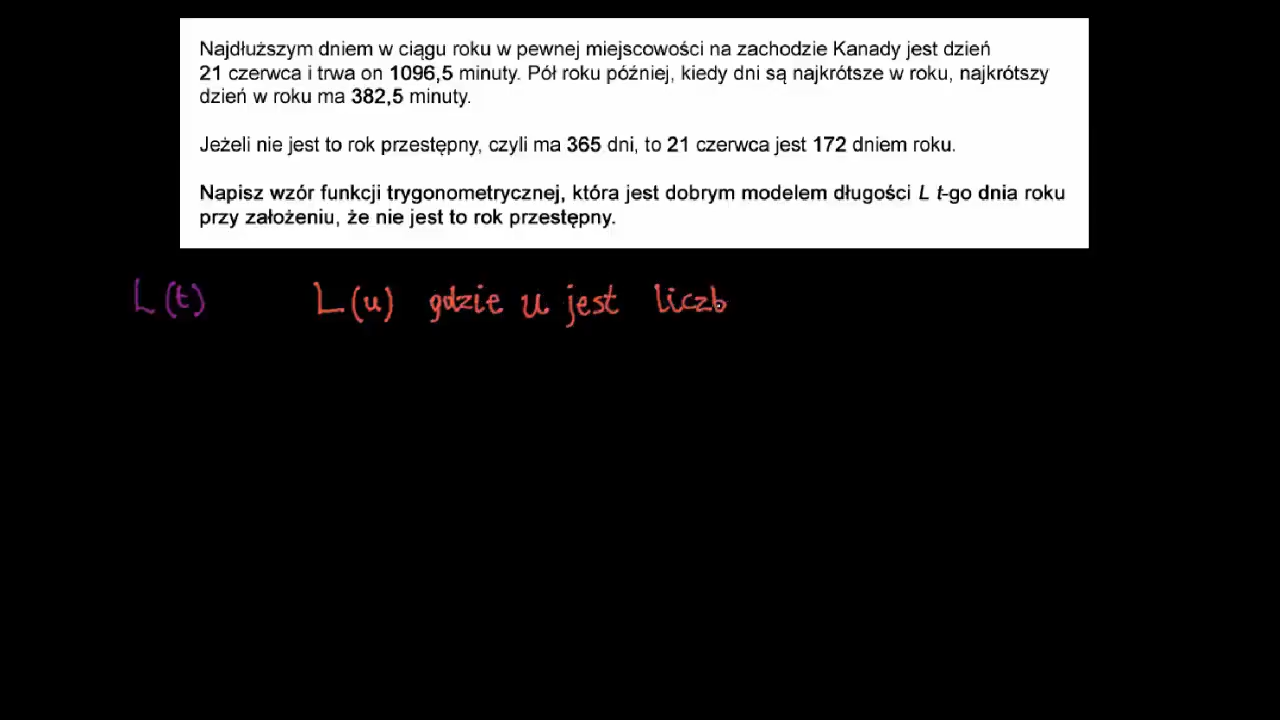 Najdłuższym dniem w ciągu roku w pewnej miejscowości na zachodzie Kanady jest dzień
21 czerwca i trwa on 1096,5 minuty. Pół roku później, kiedy dni są najkrótsze w roku, najkrótszy
dzień w roku ma 382,5 minuty.
Jeżeli nie jest to rok przestępny, czyli ma 365 dni, to 21 czerwca jest 172 dniem roku.
Napisz wzór funkcji trygonometrycznej, która jest dobrym modelem długości L t-go dnia roku
przy założeniu, że nie jest to rok przestępny.
L(t) L(u) gdzie u jest liczb